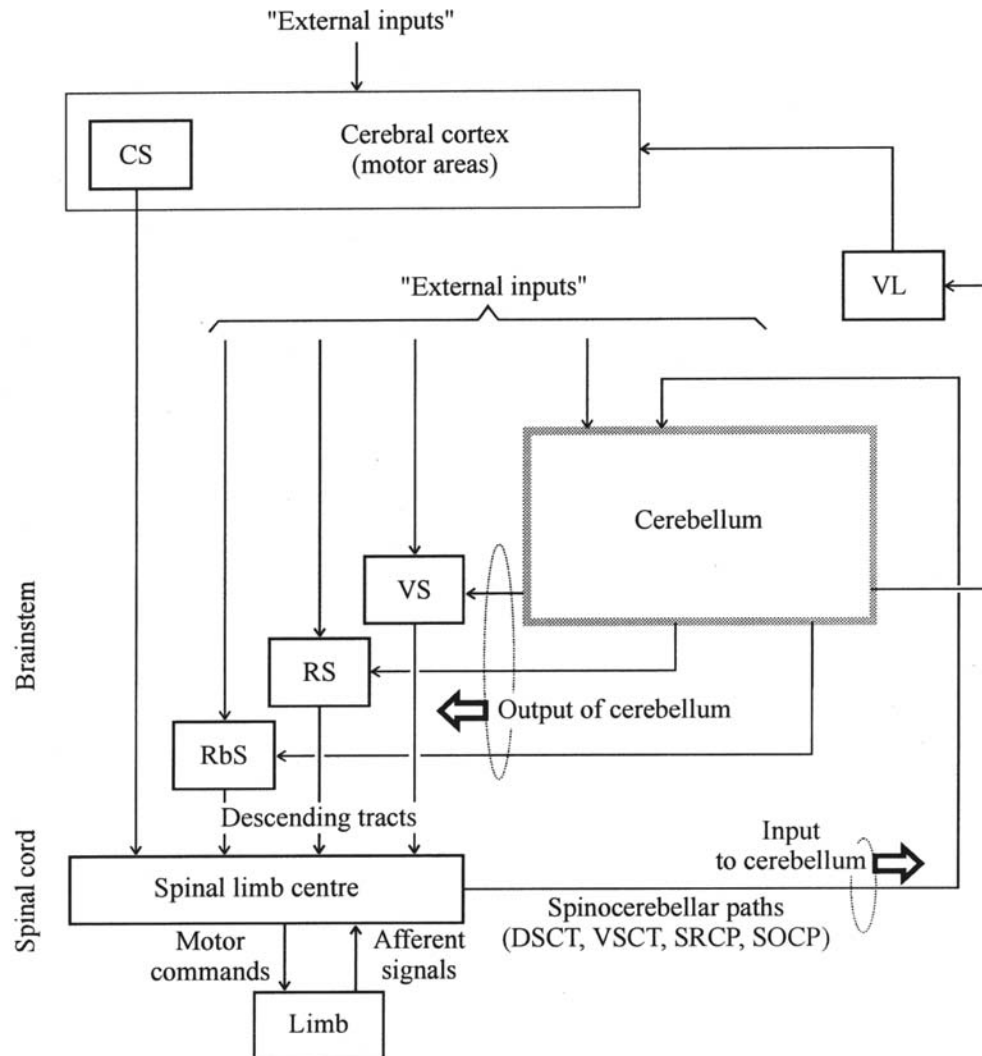 "External inputs"
CS
Cerebral cortex
(motor areas)
VL
"External inputs"
Cerebellum
VS
RS
Output of cerebellum
RbS
Brainstem
Descending tracts
Input
to cerebellum
Spinal cord
Spinal limb centre
Spinocerebellar paths
(DSCT, VSCT, SRCP, SOCP)
Motor
commands
Afferent
signals
Limb